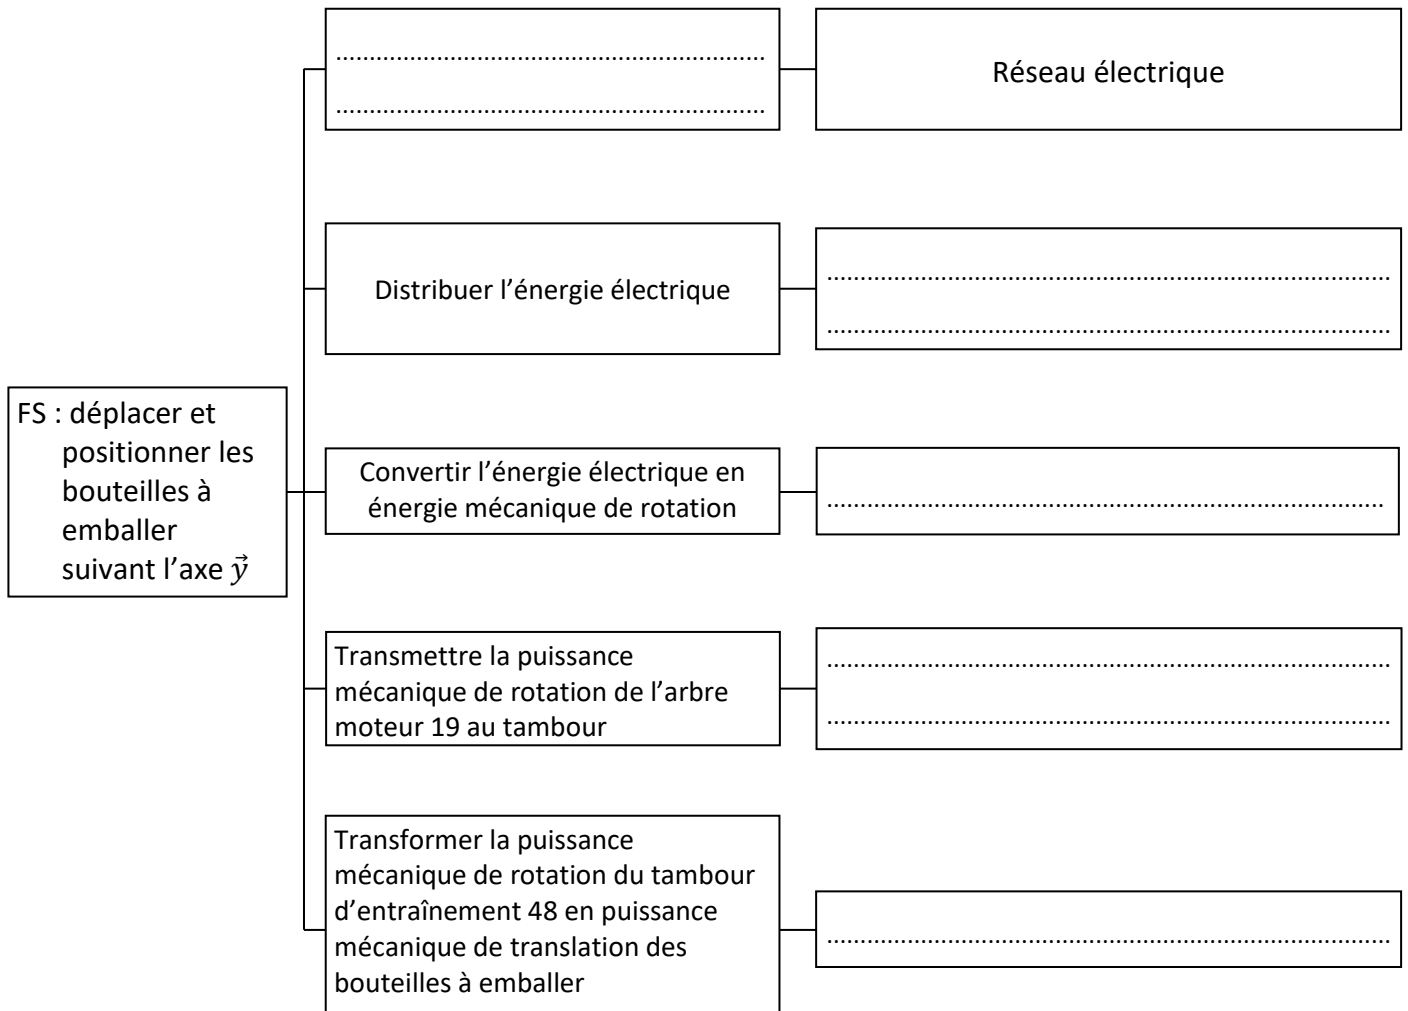 Réseau électrique
Distribuer l’énergie électrique
FS : déplacer et
positionner les
bouteilles à
emballer
suivant l’axe y⃗
Convertir l’énergie électrique en
énergie mécanique de rotation
Transmettre la puissance
mécanique de rotation de l’arbre
moteur 19 au tambour
Transformer la puissance
mécanique de rotation du tambour
d’entraînement 48 en puissance
mécanique de translation des
bouteilles à emballer